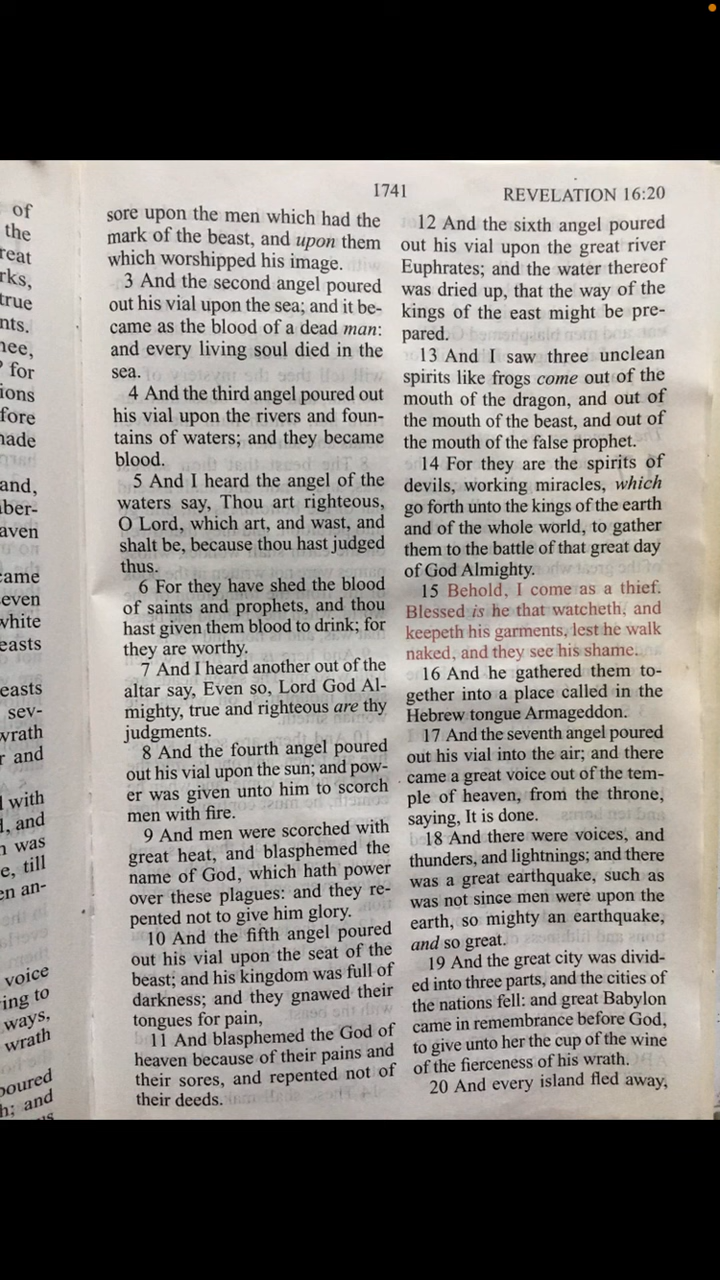 of
the
reat
rks,
true
nts.
nee,
for
ions
fore
nade
and,
ber-
aven
came
even
white
easts
easts
sev-
wrath
r and
with
, and
was
e, till
en an-
voice
ing to
ways,
wrath
poured
h; and
1741
REVELATION 16:20
sore upon the men which had the
mark of the beast, and upon them
which worshipped his image.
3 And the second angel poured
out his vial upon the sea; and it be-
came as the blood of a dead man:
and every living soul died in the
sea.
4 And the third angel poured out
his vial upon the rivers and foun-
tains of waters; and they became
blood.
5 And I heard the angel of the
waters say, Thou art righteous,
O Lord, which art, and wast, and
shalt be, because thou hast judged
thus.
6 For they have shed the blood
of saints and prophets, and thou
hast given them blood to drink; for
they are worthy.
7 And I heard another out of the
altar say, Even so, Lord God Al-
mighty, true and righteous are thy
judgments.
8 And the fourth angel poured
out his vial upon the sun; and pow-
er was given unto him to scorch
men with fire.
9 And men were scorched with
great heat, and blasphemed the
name of God, which hath power
over these plagues: and they re-
pented not to give him glory.
10 And the fifth angel poured
out his vial upon the seat of the
beast; and his kingdom was full of
darkness; and they gnawed their
tongues for pain,
11 And blasphemed the God of
heaven because of their pains and
their sores, and repented not of
their deeds.
12 And the sixth angel poured
out his vial upon the great river
Euphrates; and the water thereof
was dried up, that the way of the
kings of the east might be pre-
pared.
13 And I saw three unclean
spirits like frogs come out of the
mouth of the dragon, and out of
the mouth of the beast, and out of
the mouth of the false prophet.
14 For they are the spirits of
devils, working miracles, which
go forth unto the kings of the earth
and of the whole world, to gather
them to the battle of that great day
of God Almighty.
15 Behold, I come as a thief.
Blessed is he that watcheth, and
keepeth his garments, lest he walk
naked, and they see his shame.
16 And he gathered them to-
gether into a place called in the
Hebrew tongue Armageddon.
17 And the seventh angel poured
out his vial into the air; and there
came a great voice out of the tem-
ple of heaven, from the throne,
saying, It is done.
18 And there were voices, and
thunders, and lightnings; and there
was a great earthquake, such as
was not since men were upon the
earth, so mighty an earthquake,
and so great.
19 And the great city was divid-
ed into three parts, and the cities of
the nations fell: and great Babylon
came in remembrance before God,
to give unto her the cup of the wine
of the fierceness of his wrath.
20 And every island fled away,